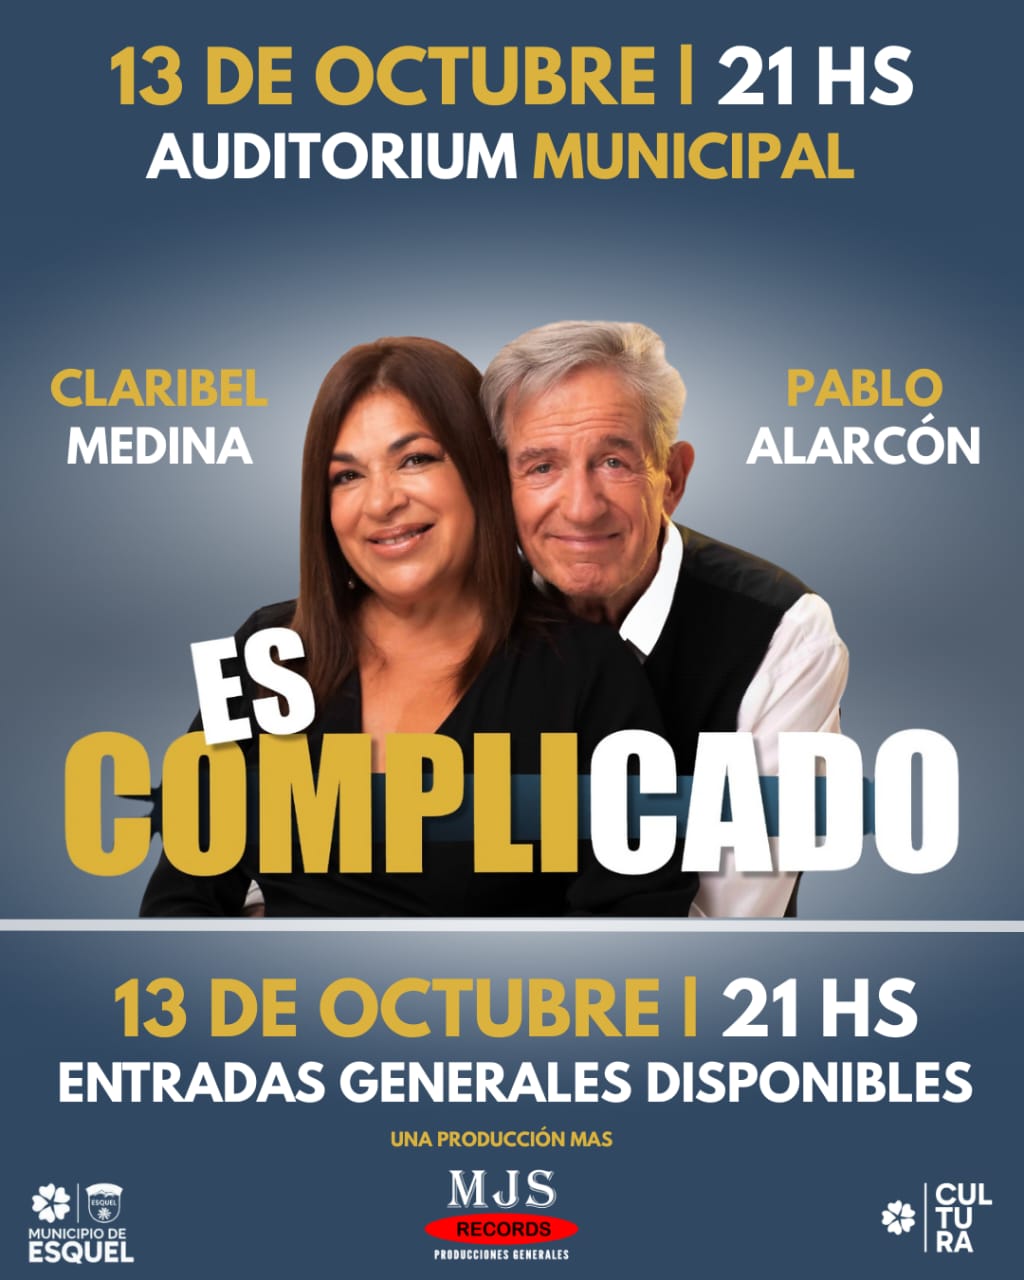 13 DE OCTUBRE | 21 HS
AUDITORIUM MUNICIPAL
CLARIBEL
MEDINA
PABLO
ALARCÓN
ES
COMPLICADO
13 DE OCTUBRE | 21 HS
ENTRADAS GENERALES DISPONIBLES
UNA PRODUCCIÓN MAS
MJS
RECORDS
PRODUCCIONES GENERALES
ESQUEL
MUNICIPIO DE
ESQUEL
CUL
TU
RA